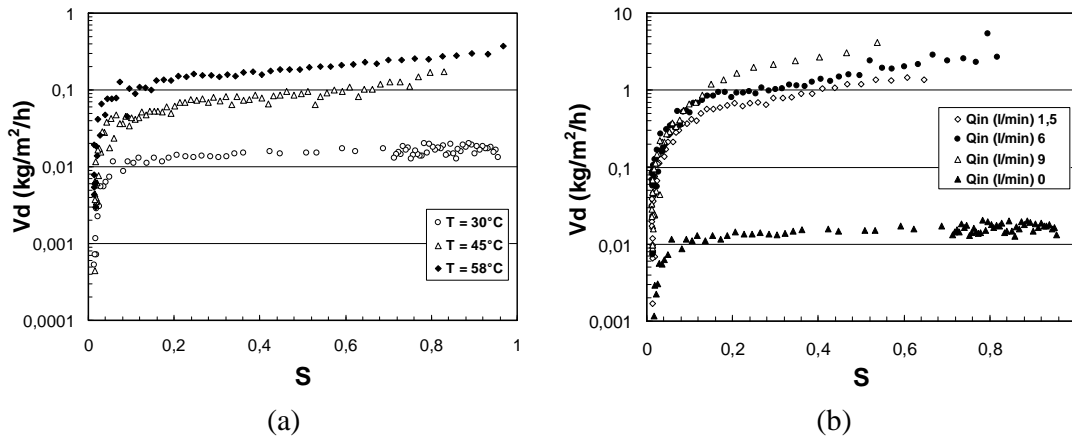 1
0,1
0,01
0,001
0,0001
Vd (kg/m²/h)
0 0,2 0,4 0,6 0,8 1
S
T = 30°C
T = 45°C
T = 58°C
(a)
10
1
0,1
0,01
0,001
Vd (kg/m²/h)
0 0,2 0,4 0,6 0,8
S
Qin (l/min) 1,5
Qin (l/min) 6
Qin (l/min) 9
Qin (l/min) 0
(b)